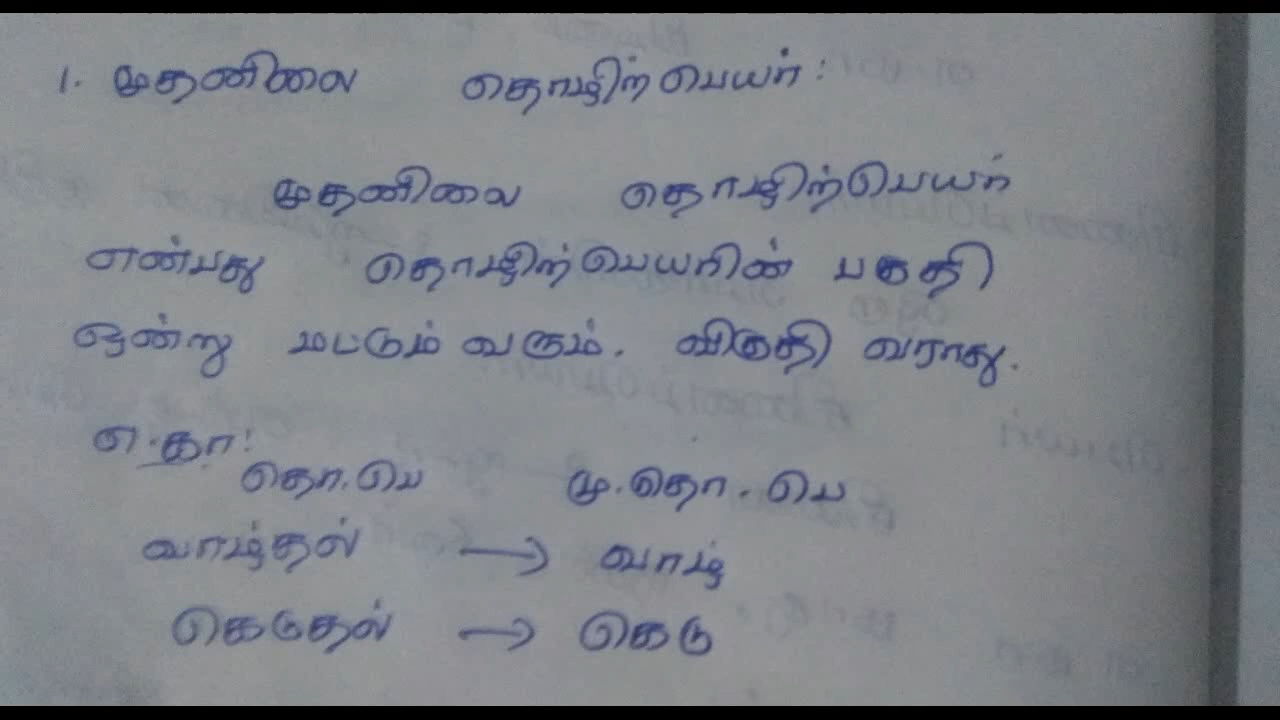 1. முதனிலை தொழிற்பெயர் :
முதனிலை தொழிற்பெயர்
என்பது தொழிற்பெயரின் பகுதி
ஒன்று மட்டும் வரும். விகுதி வராது.
எ.தா:
தொ.பெ மு.தொ.பெ
வாழ்தல் → வாழ்
கெடுதல் → கெடு